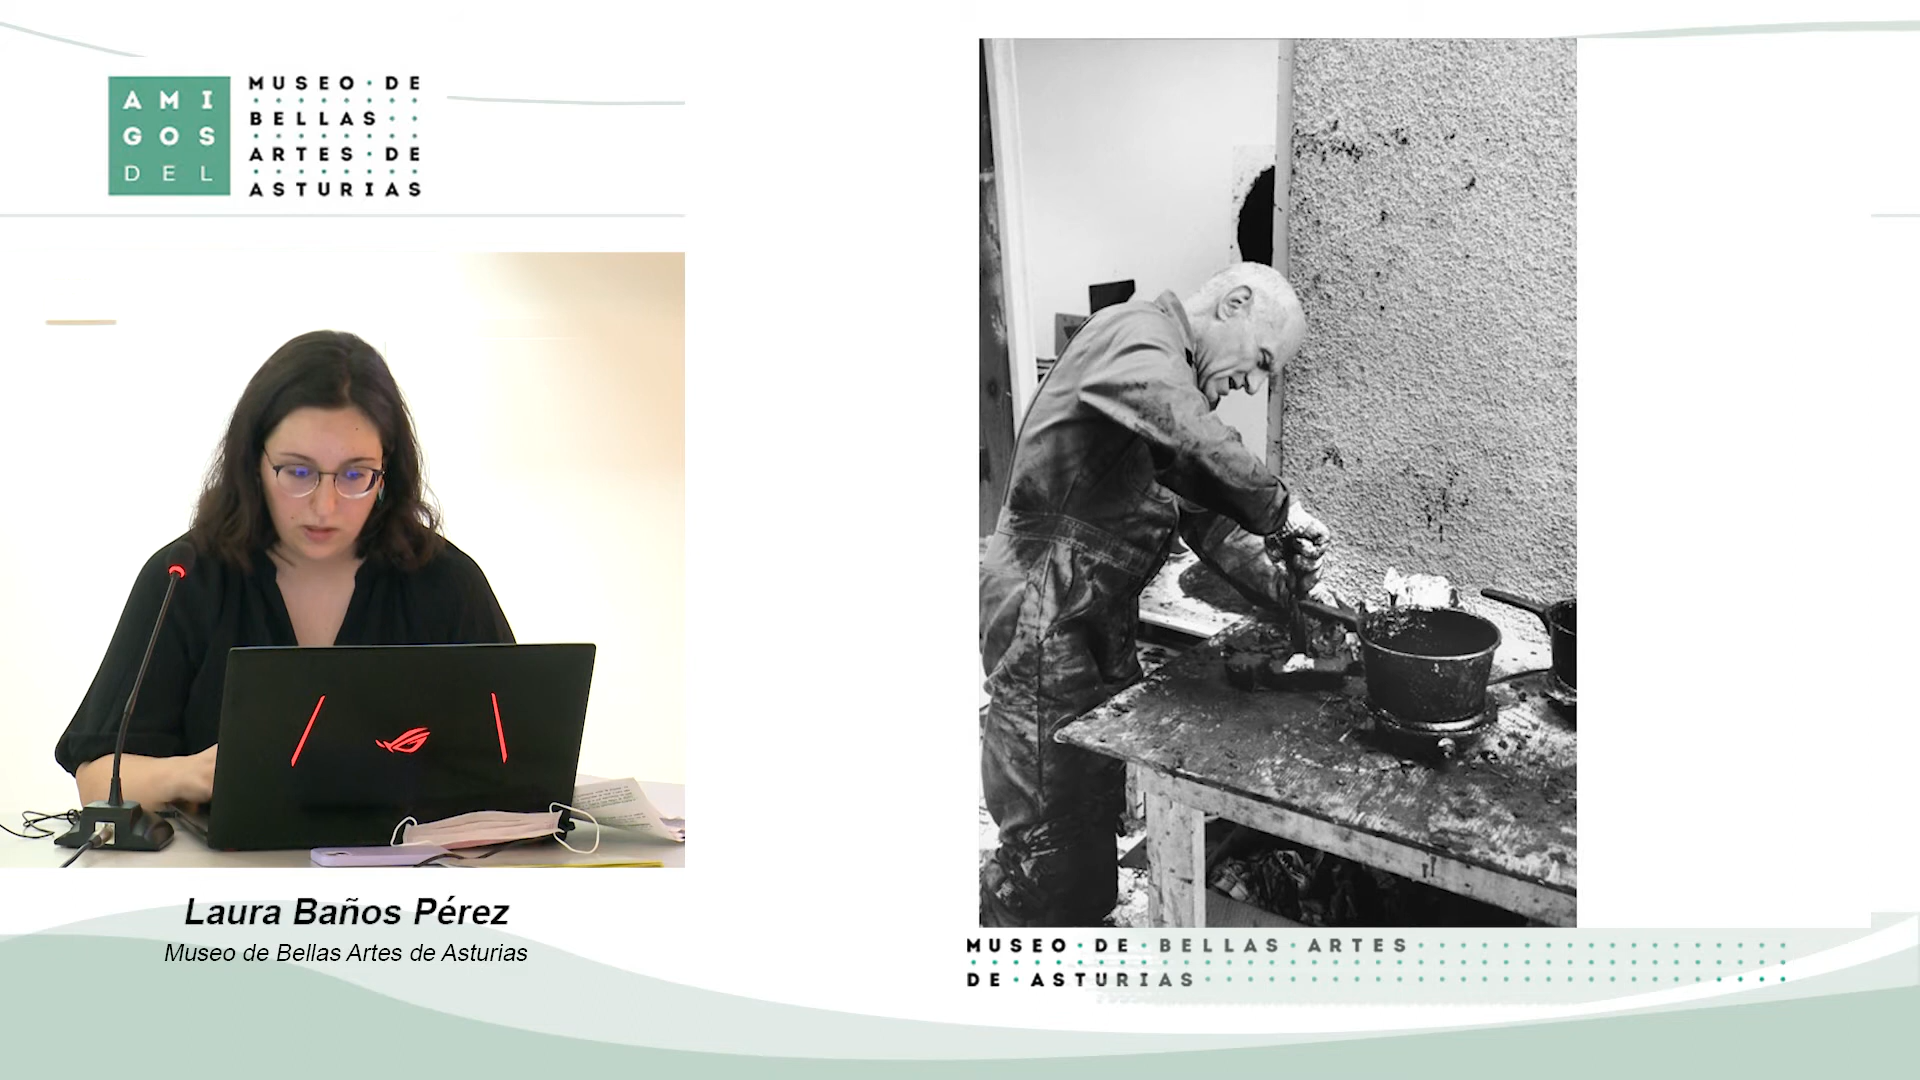 AMI
GOS
DEL
MUSEO · DE
BELLAS
ARTES · DE
ASTURIAS
Laura Baños Pérez
Museo de Bellas Artes de Asturias
MUSEO · DE · BELLAS · ARTES
DE · ASTURIAS